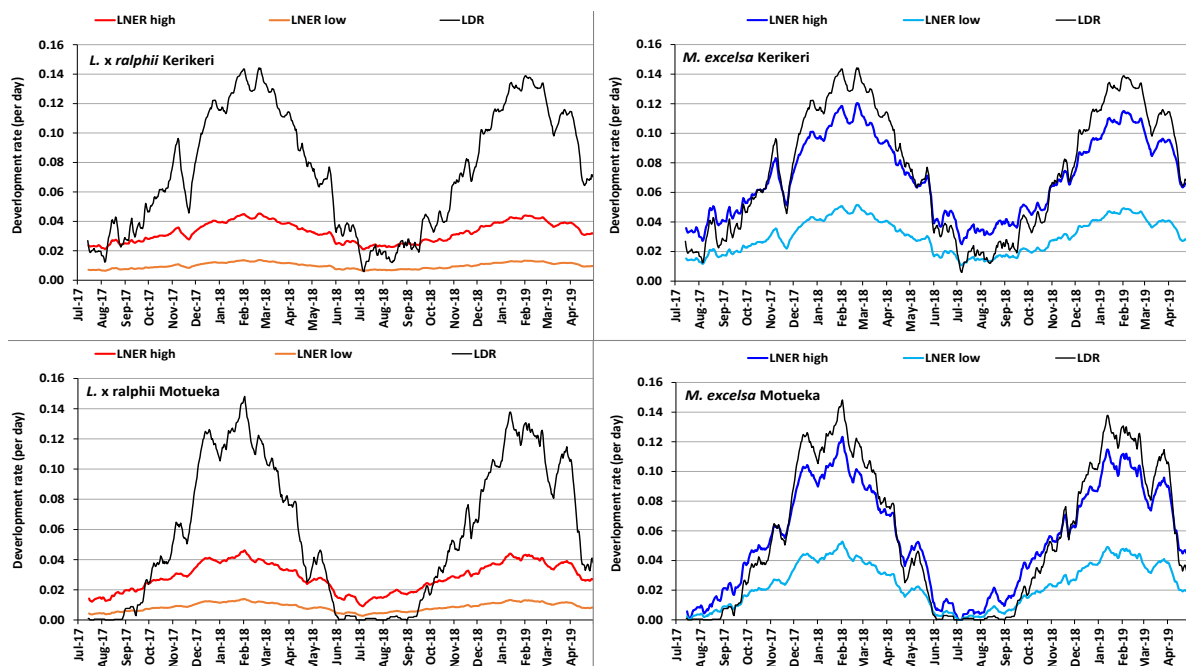 LNER high LNER low LDR
L. x ralphii Kerikeri
Deverlopment rate (per day)
0.16
0.14
0.12
0.10
0.08
0.06
0.04
0.02
0.00
Jul-17 Aug-17 Sep-17 Oct-17 Nov-17 Dec-17 Jan-18 Feb-18 Mar-18 Apr-18 May-18 Jun-18 Jul-18 Aug-18 Sep-18 Oct-18 Nov-18 Dec-18 Jan-19 Feb-19 Mar-19 Apr-19
LNER high LNER low LDR
M. excelsa Kerikeri
Deverlopment rate (per day)
0.16
0.14
0.12
0.10
0.08
0.06
0.04
0.02
0.00
Jul-17 Aug-17 Sep-17 Oct-17 Nov-17 Dec-17 Jan-18 Feb-18 Mar-18 Apr-18 May-18 Jun-18 Jul-18 Aug-18 Sep-18 Oct-18 Nov-18 Dec-18 Jan-19 Feb-19 Mar-19 Apr-19
LNER high LNER low LDR
L. x ralphii Motueka
Deverlopment rate (per day)
0.16
0.14
0.12
0.10
0.08
0.06
0.04
0.02
0.00
Jul-17 Aug-17 Sep-17 Oct-17 Nov-17 Dec-17 Jan-18 Feb-18 Mar-18 Apr-18 May-18 Jun-18 Jul-18 Aug-18 Sep-18 Oct-18 Nov-18 Dec-18 Jan-19 Feb-19 Mar-19 Apr-19
LNER high LNER low LDR
M. excelsa Motueka
Deverlopment rate (per day)
0.16
0.14
0.12
0.10
0.08
0.06
0.04
0.02
0.00
Jul-17 Aug-17 Sep-17 Oct-17 Nov-17 Dec-17 Jan-18 Feb-18 Mar-18 Apr-18 May-18 Jun-18 Jul-18 Aug-18 Sep-18 Oct-18 Nov-18 Dec-18 Jan-19 Feb-19 Mar-19 Apr-19